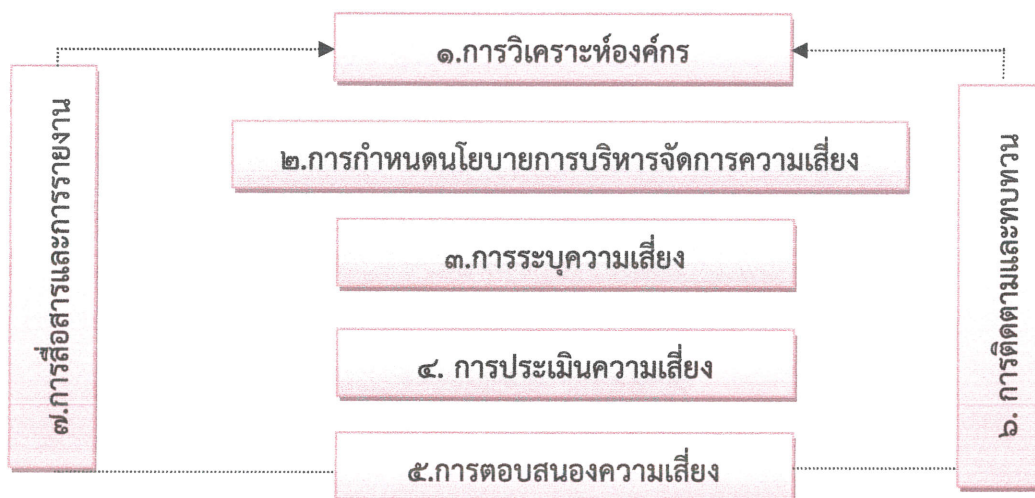 ๑.การวิเคราะห์องค์กร
๒.การกำหนดนโยบายการบริหารจัดการความเสี่ยง
๓.การระบุความเสี่ยง
๔. การประเมินความเสี่ยง
๕.การตอบสนองความเสี่ยง
๖. การติดตามและทบทวน
๗.การสื่อสารและการรายงาน